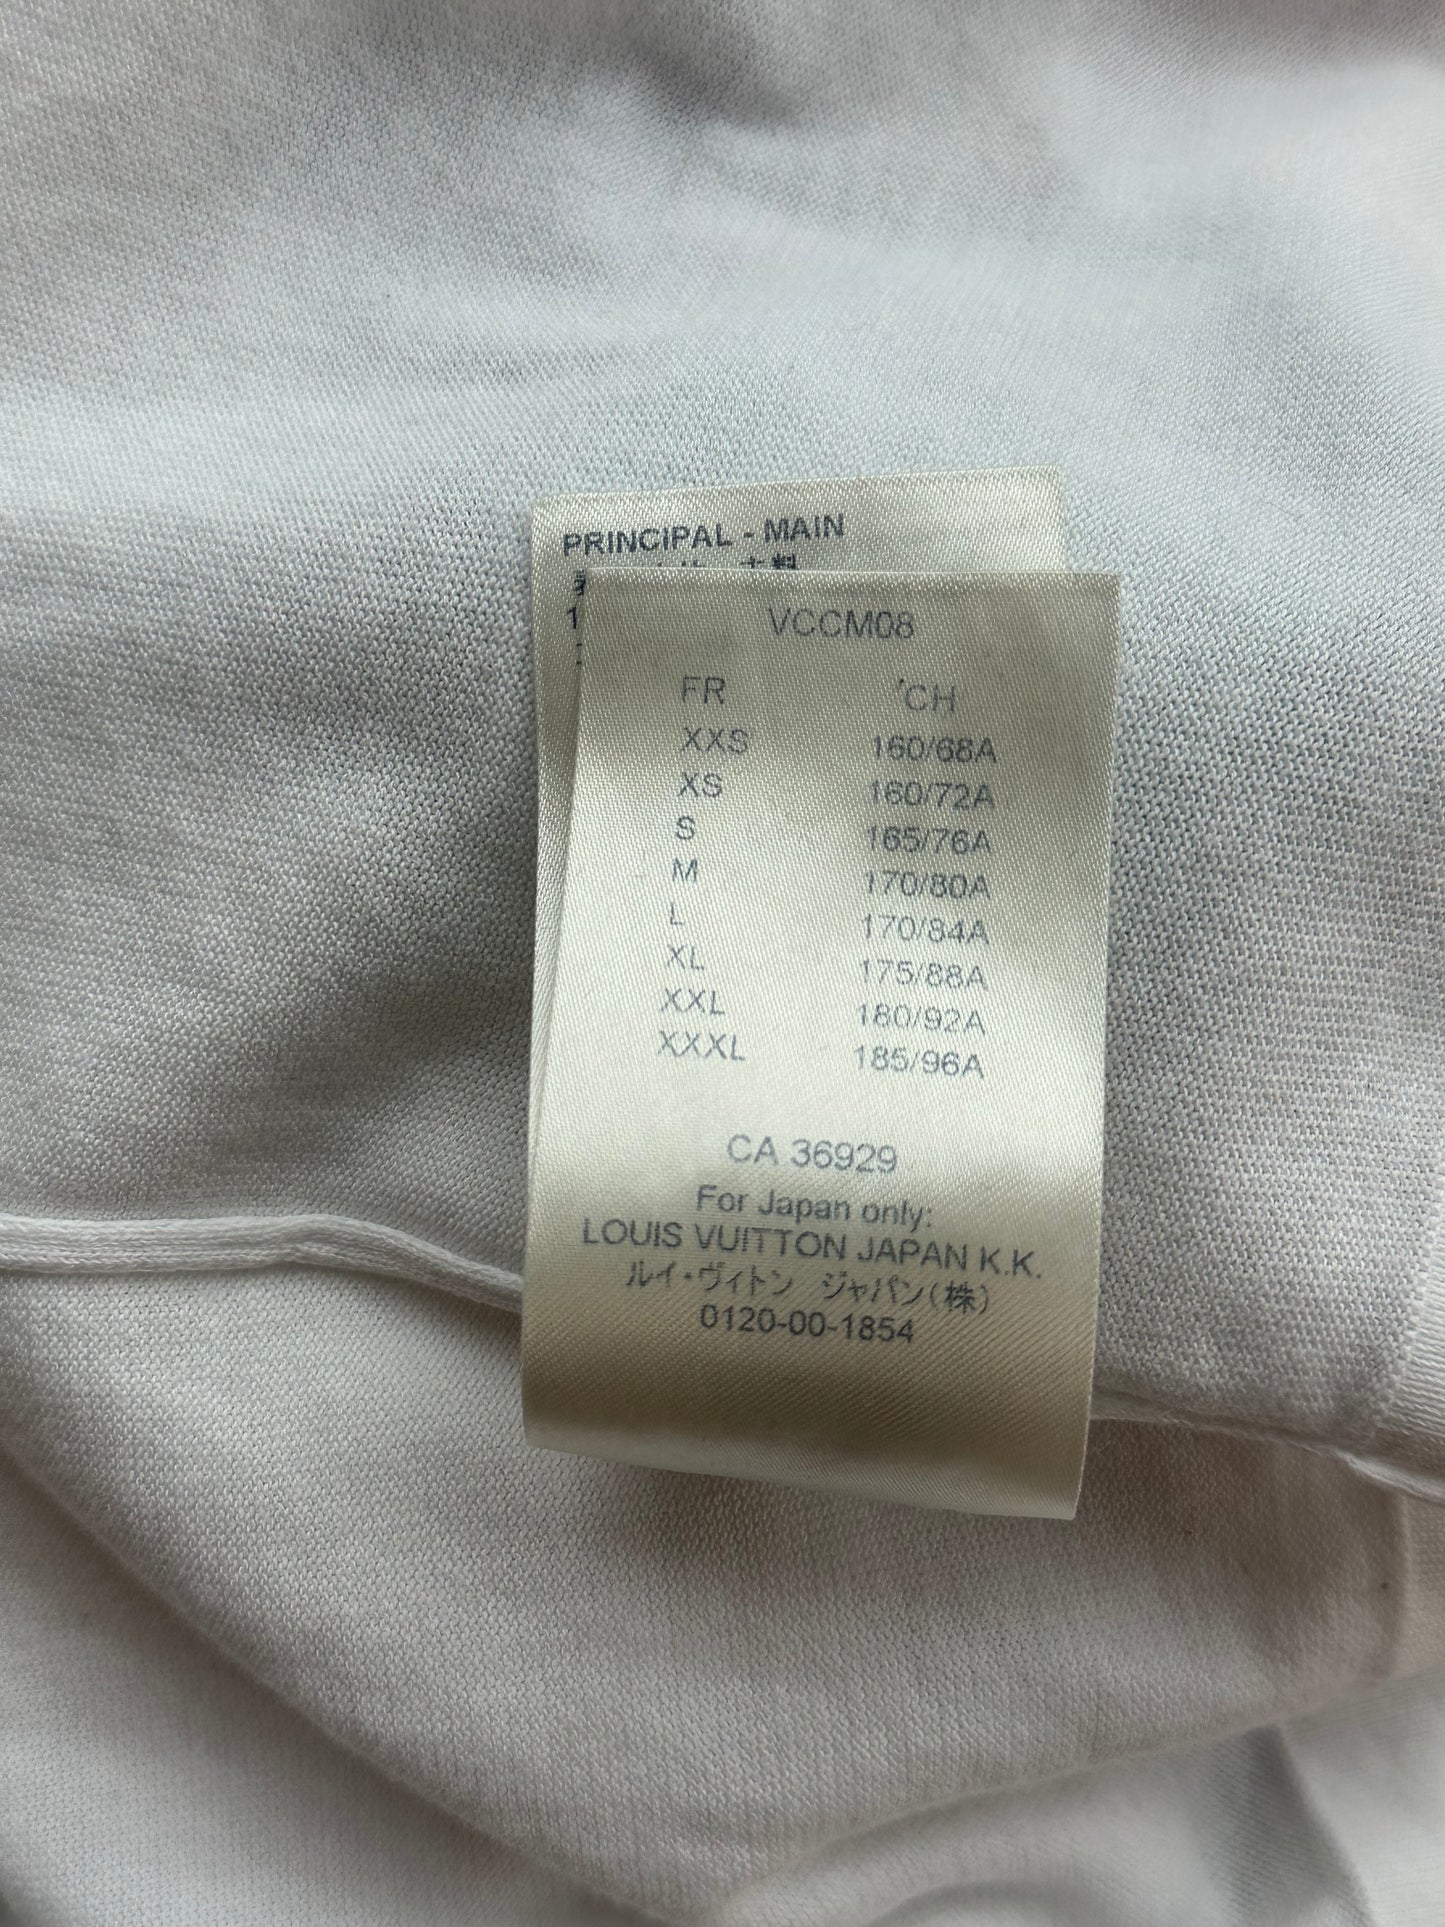 PRINCIPAL - MAIN
1
VCCM08
FR 'CH
XXS 160/68A
XS 160/72A
S 165/76A
M 170/80A
L 170/84A
XL 175/88A
XXL 180/92A
XXXL 185/96A
CA 36929
For Japan only:
LOUIS VUITTON JAPAN K.K.
ルイ・ヴィトン ジャパン(株)
0120-00-1854